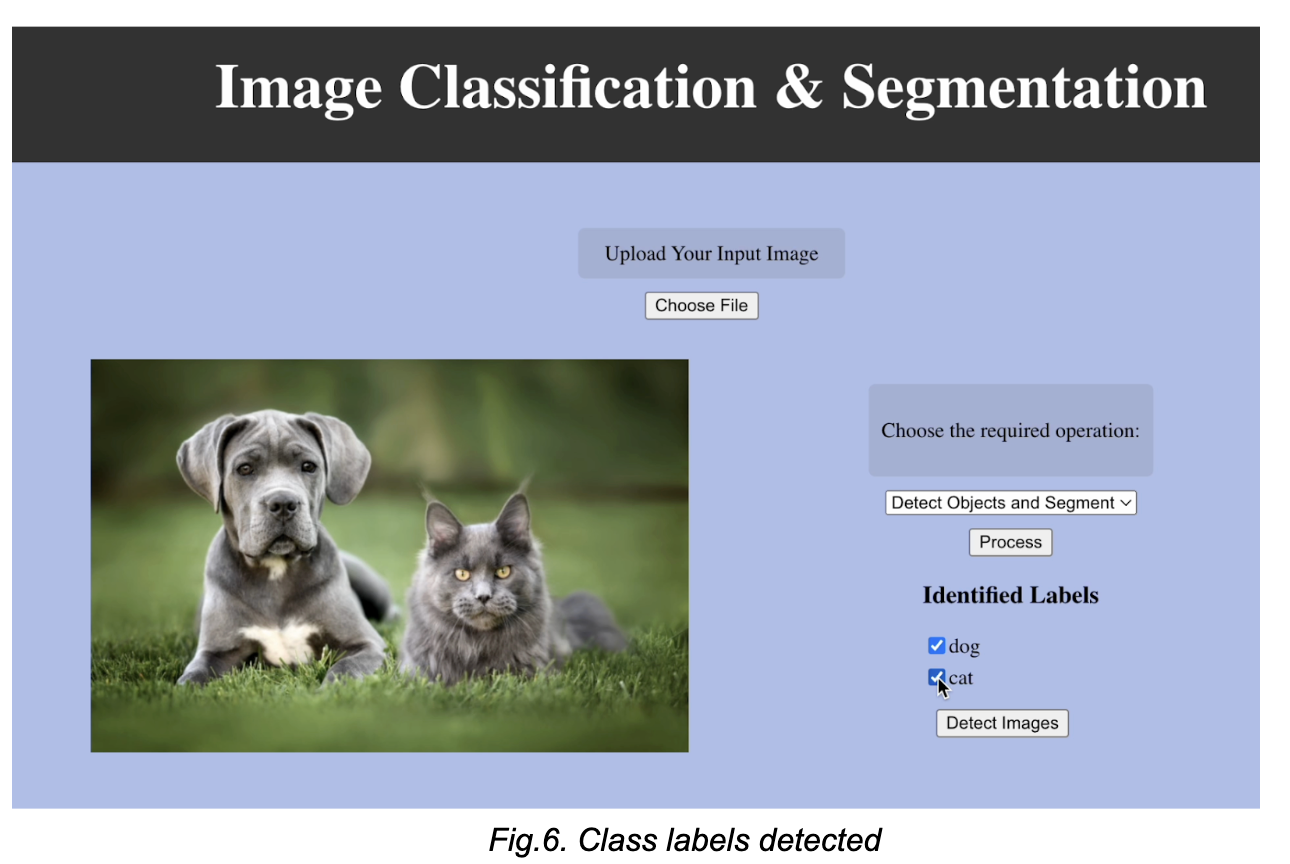 Image Classification & Segmentation
Upload Your Input Image
Choose File
Choose the required operation:
Detect Objects and Segment
Process
Identified Labels
dog
cat
Detect Images
Fig.6. Class labels detected